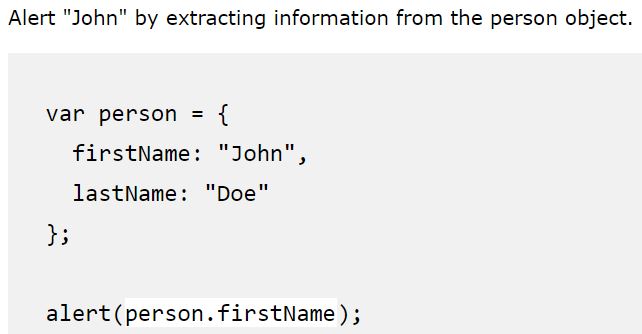 Alert "John" by extracting information from the person object.
var person = {
firstName: "John",
lastName: "Doe"
};
alert(person.firstName);